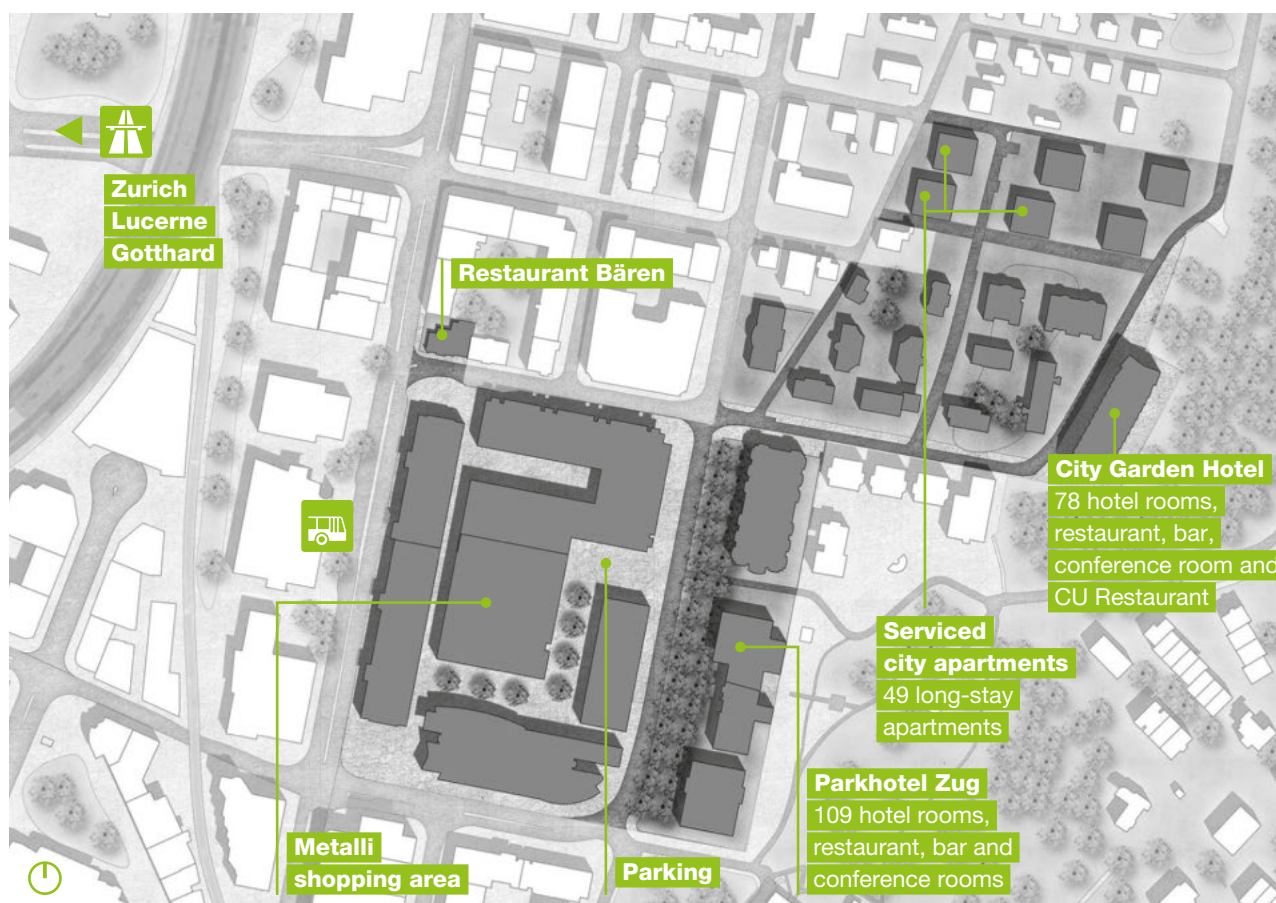 Zurich
Lucerne
Gotthard
Restaurant Bären
City Garden Hotel
78 hotel rooms,
restaurant, bar,
conference room and
CU Restaurant
Serviced
city apartments
49 long-stay
apartments
Parkhotel Zug
109 hotel rooms,
restaurant, bar and
conference rooms
Metalli
shopping area
Parking